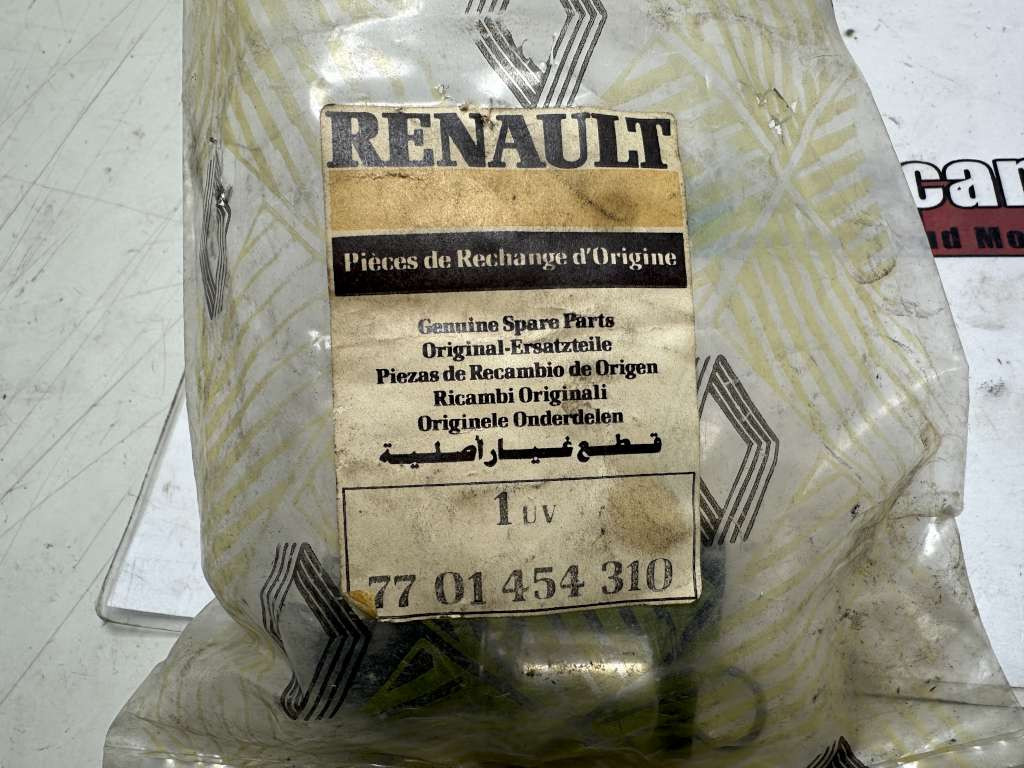 RENAULT
Pièces de Rechange d'Origine
Genuine Spare Parts
Original-Ersatzteile
Piezas de Recambio de Origen
Ricambi Originali
Originele Onderdelen
قطع غيار أصلية
1 UV
77 01 454 310